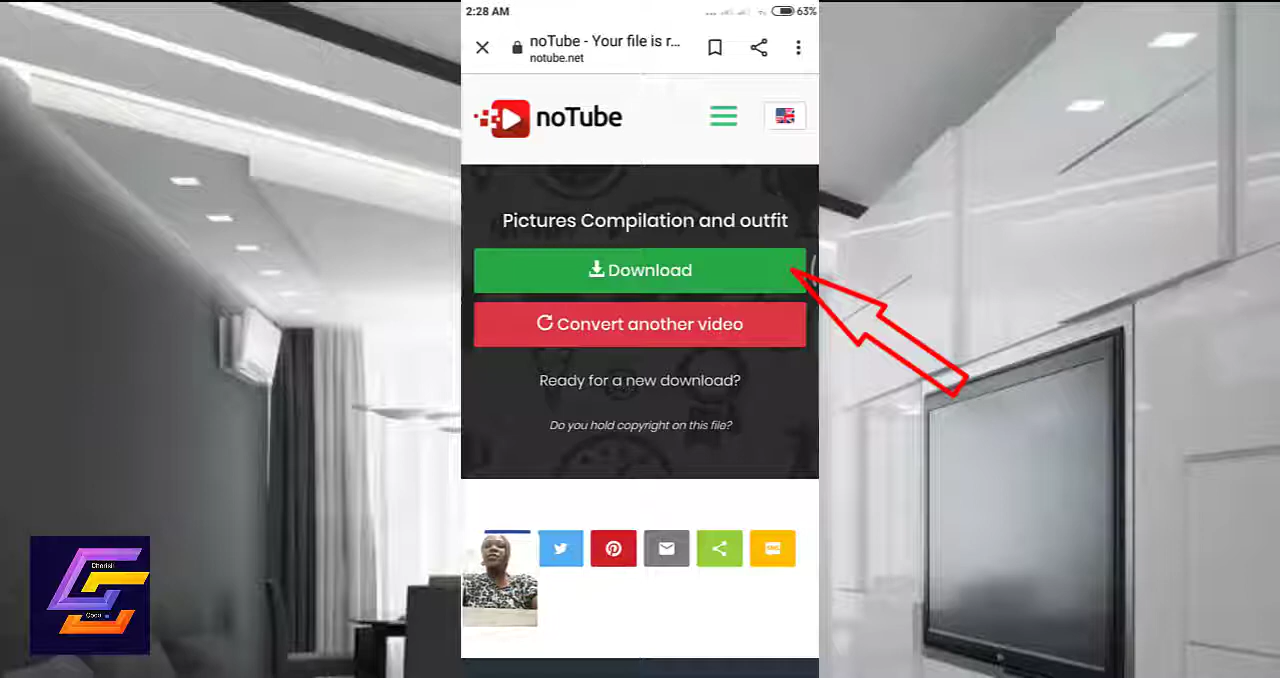 2:28 AM
63%
noTube - Your file is r...
notube.net
noTube
Pictures Compilation and outfit
Download
Convert another video
Ready for a new download?
Do you hold copyright on this file?
SMS